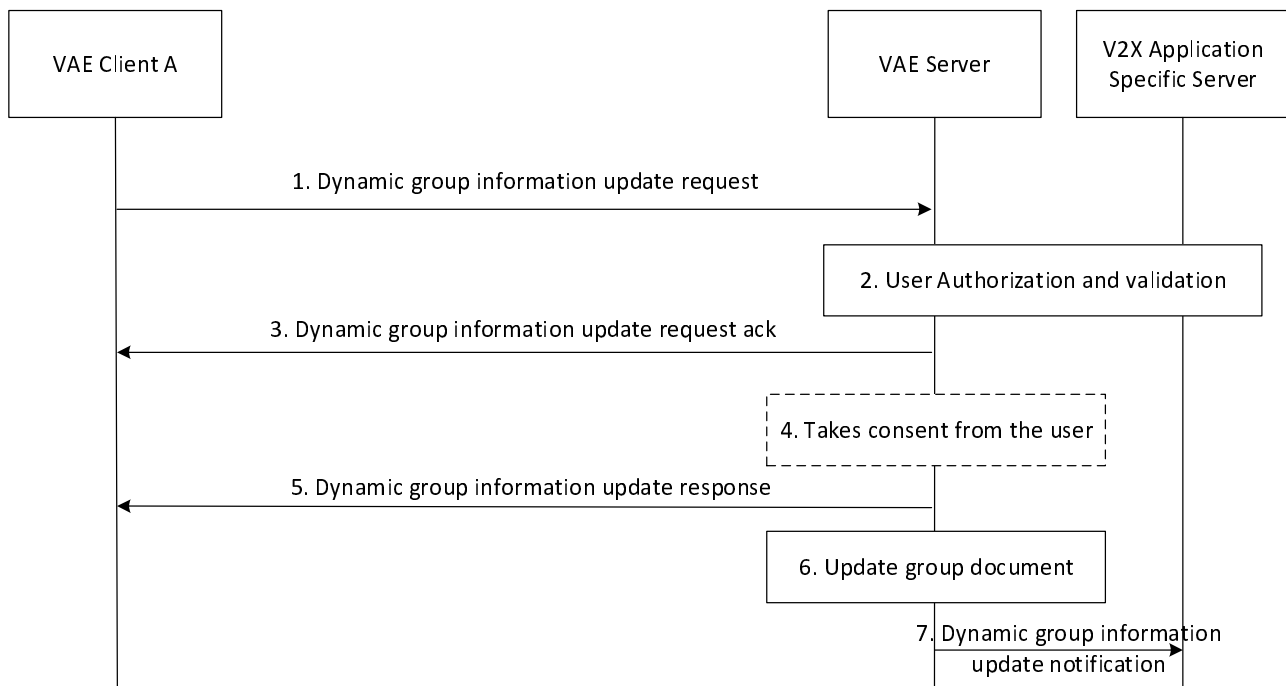 VAE Client A
VAE Server
V2X Application
Specific Server
1. Dynamic group information update request
2. User Authorization and validation
3. Dynamic group information update request ack
4. Takes consent from the user
5. Dynamic group information update response
6. Update group document
7. Dynamic group information
update notification